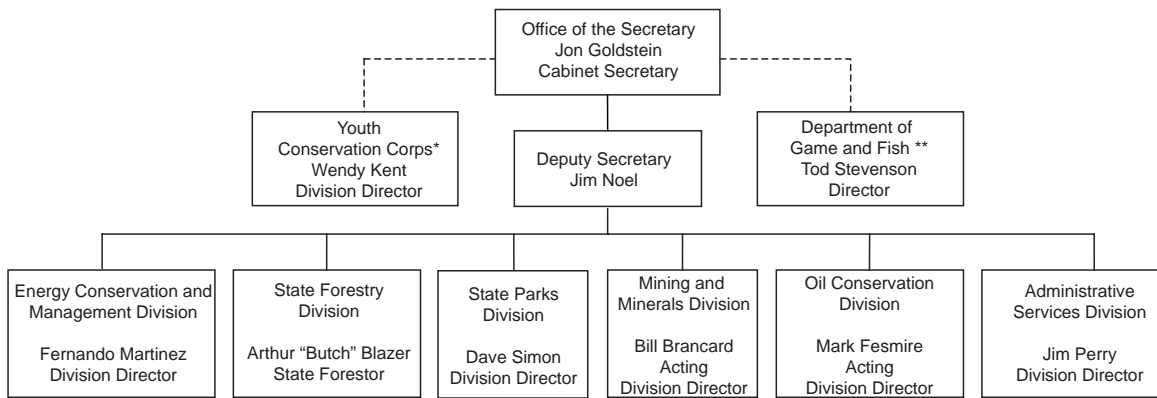 Office of the Secretary
Jon Goldstein
Cabinet Secretary
Youth
Conservation Corps*
Wendy Kent
Division Director
Deputy Secretary
Jim Noel
Department of
Game and Fish **
Tod Stevenson
Director
Energy Conservation and
Management Division
Fernando Martinez
Division Director
State Forestry
Division
Arthur “Butch” Blazer
State Forestor
State Parks
Division
Dave Simon
Division Director
Mining and
Minerals Division
Bill Brancard
Acting
Division Director
Oil Conservation
Division
Mark Fesmire
Acting
Division Director
Administrative
Services Division
Jim Perry
Division Director